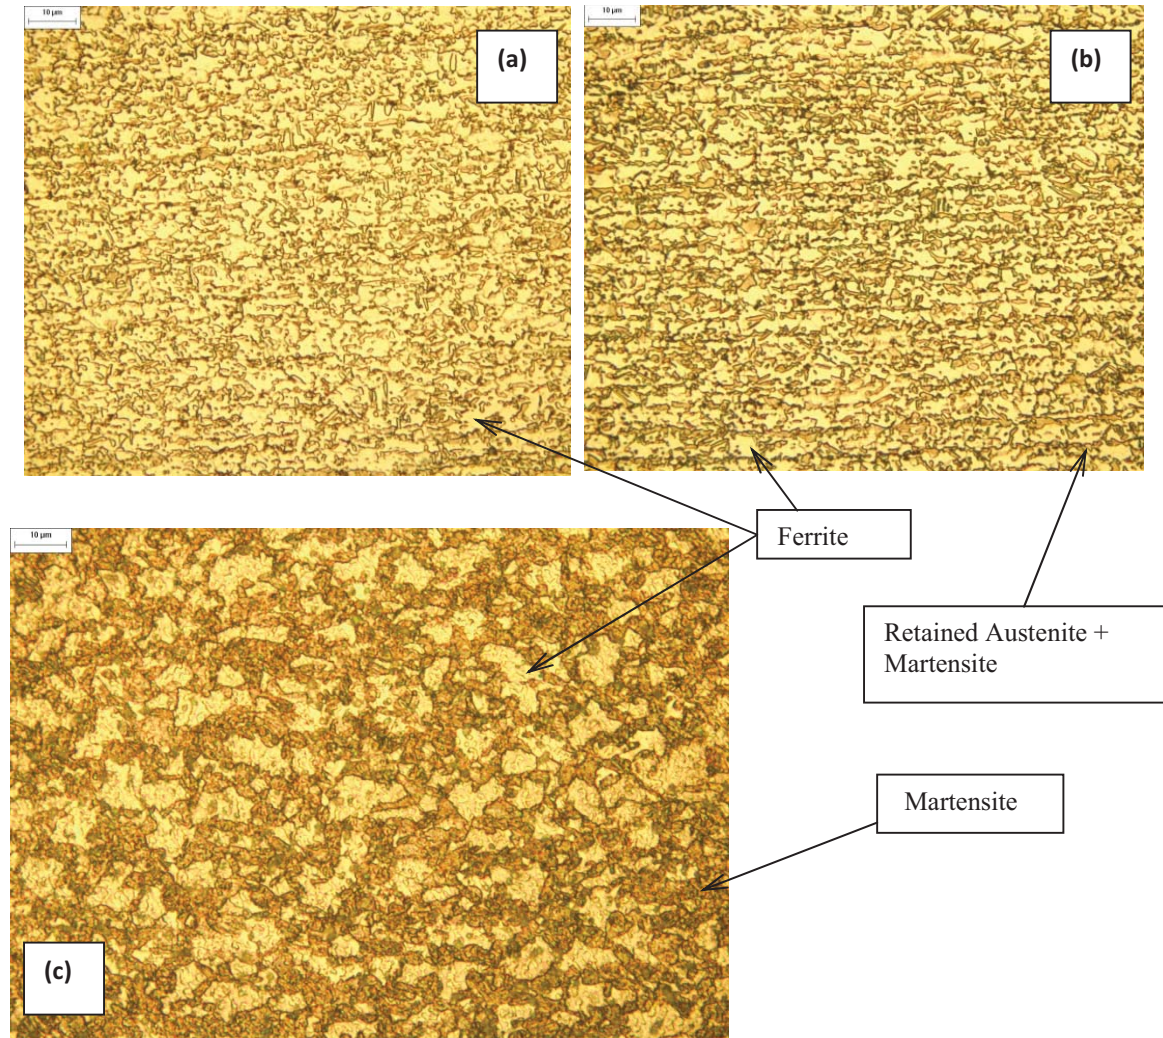 10 µm
(a)
10 µm
(b)
Ferrite
Retained Austenite +
Martensite
10 µm
Martensite
(c)